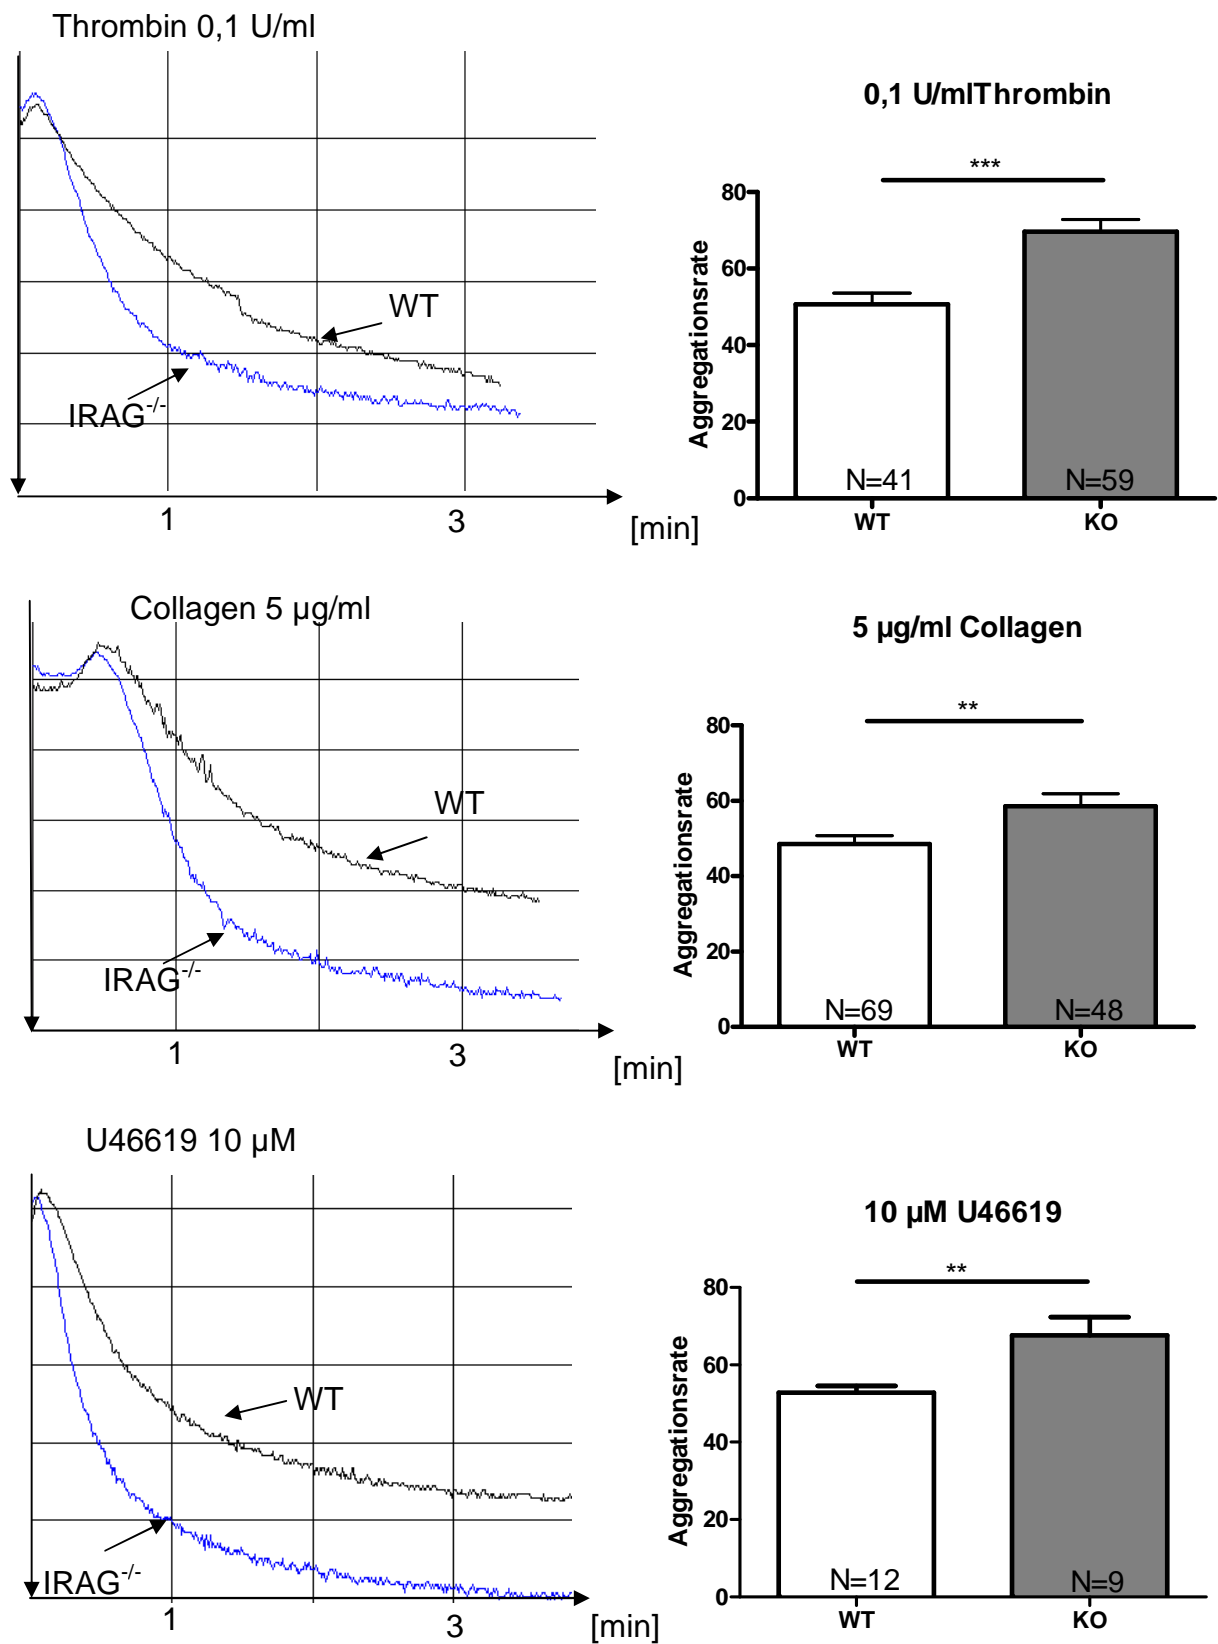 Thrombin 0,1 U/ml
WT
IRAG-/-
1 3
[min]
0,1 U/mlThrombin
***
Aggregationsrate
80
60
40
20
0
N=41 N=59
WT KO
Collagen 5 µg/ml
WT
IRAG-/-
1 3
[min]
5 µg/ml Collagen
**
Aggregationsrate
80
60
40
20
0
N=69 N=48
WT KO
U46619 10 µM
WT
IRAG-/-
1 3
[min]
10 µM U46619
**
Aggregationsrate
80
60
40
20
0
N=12 N=9
WT KO